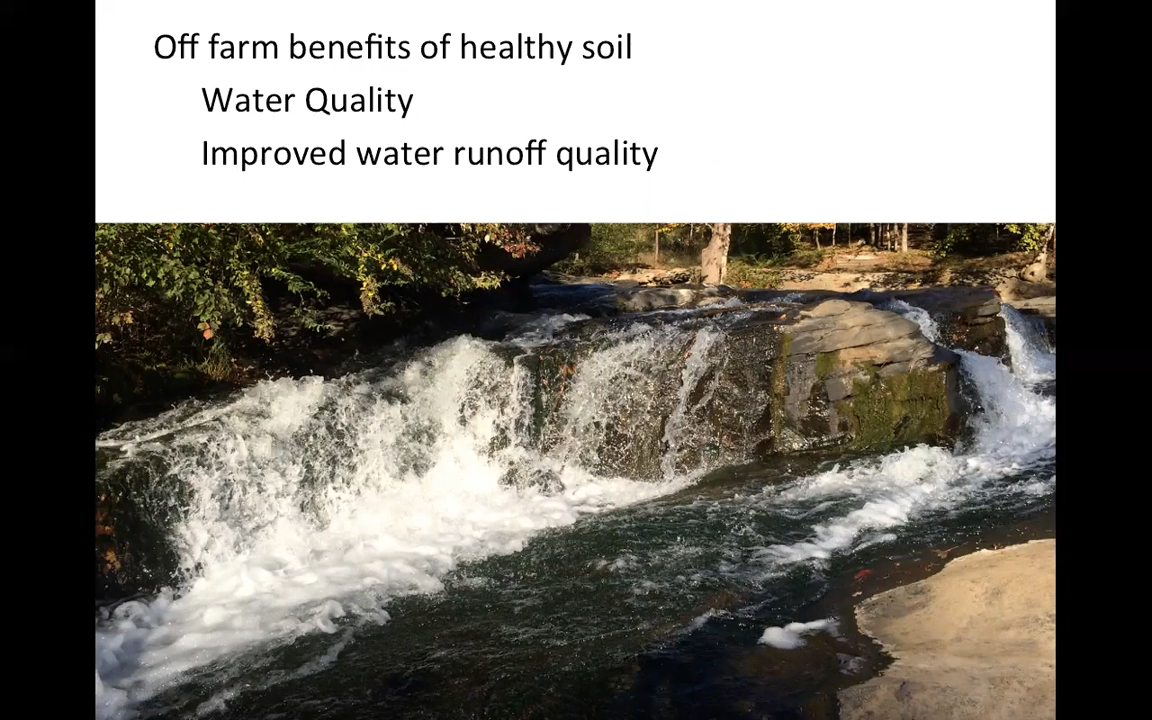 Off farm benefits of healthy soil
Water Quality
Improved water runoff quality